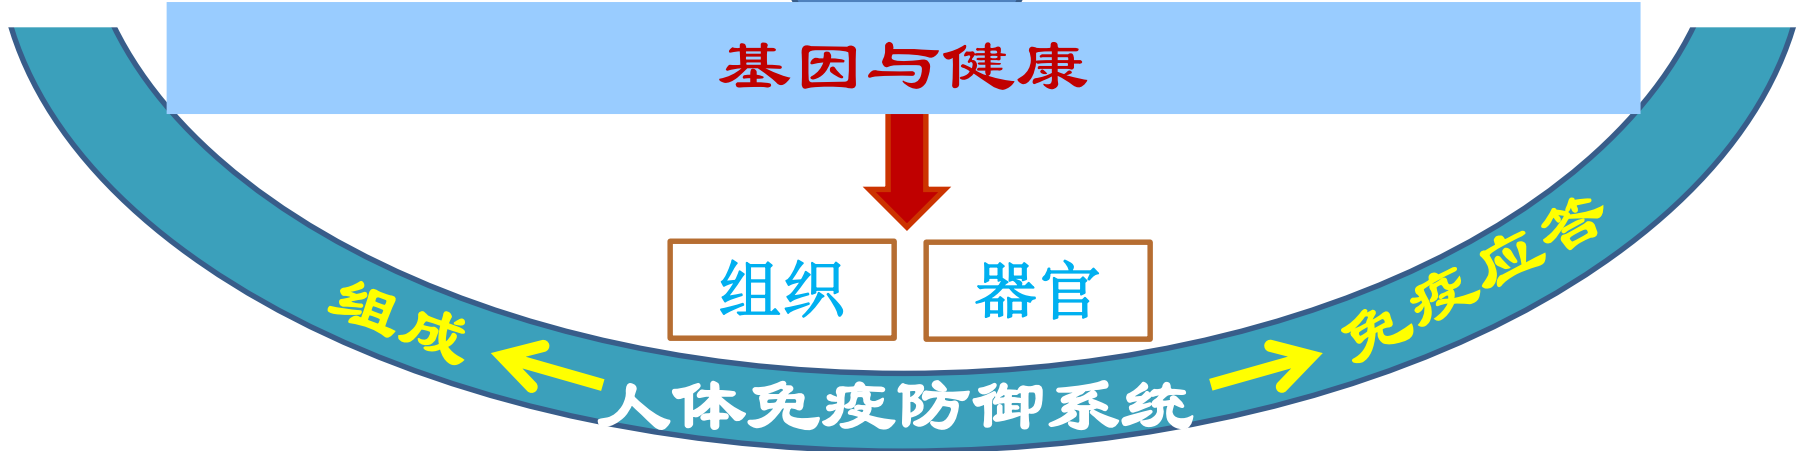 基因与健康
组织
器官
组成
人体免疫防御系统
免疫应答